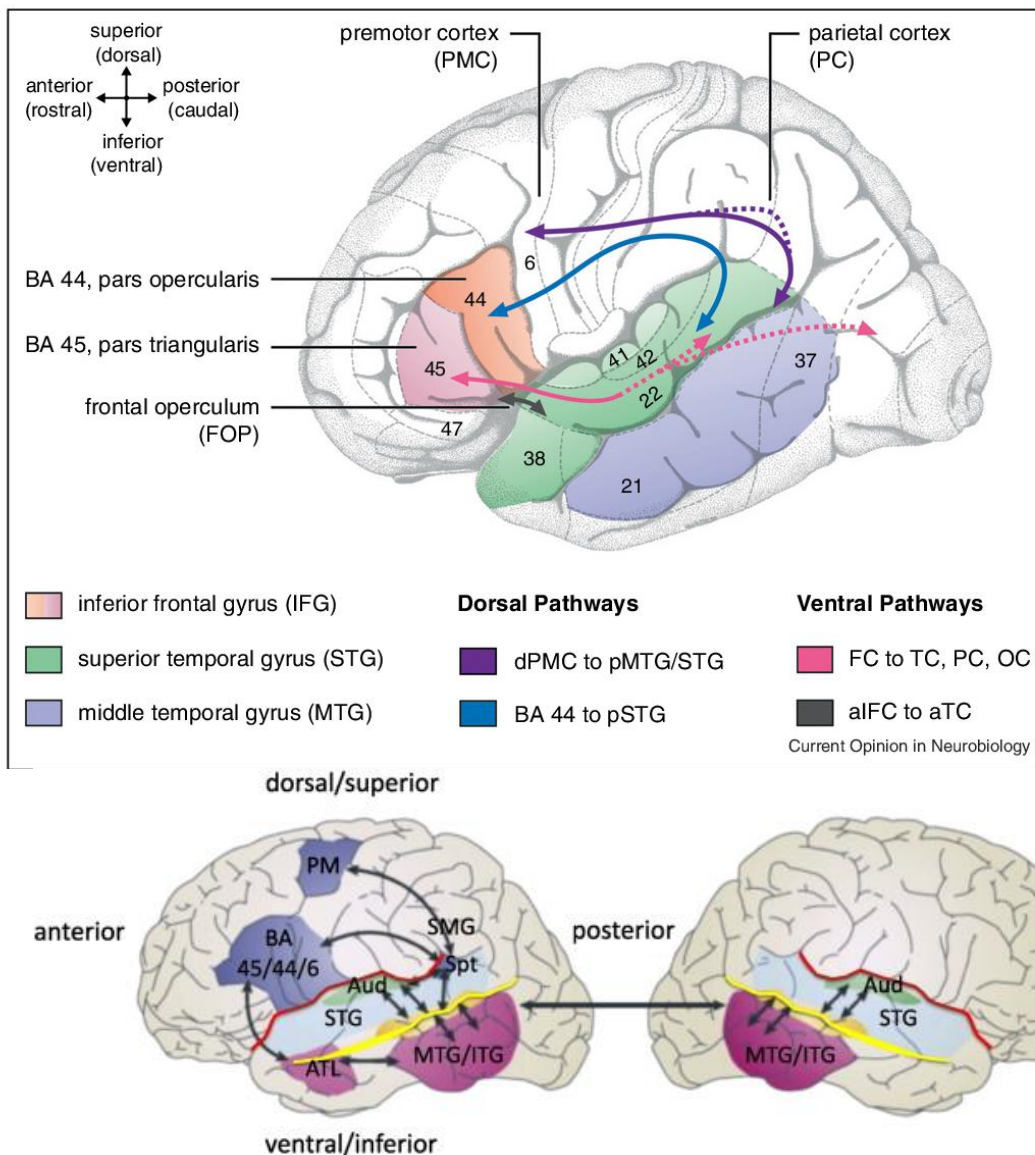 superior
(dorsal)
anterior
(rostral)
posterior
(caudal)
inferior
(ventral)
premotor cortex
(PMC)
parietal cortex
(PC)
6
BA 44, pars opercularis
44
BA 45, pars triangularis
45
41
42
37
22
frontal operculum
(FOP)
47
38
21
inferior frontal gyrus (IFG)
superior temporal gyrus (STG)
middle temporal gyrus (MTG)
Dorsal Pathways
dPMC to pMTG/STG
BA 44 to pSTG
Ventral Pathways
FC to TC, PC, OC
aIFC to aTC
Current Opinion in Neurobiology
dorsal/superior
PM
anterior
SMG
posterior
BA
45/44/6
Spt
Aud
STG
MTG/ITG
ATL
Aud
STG
MTG/ITG
ventral/inferior